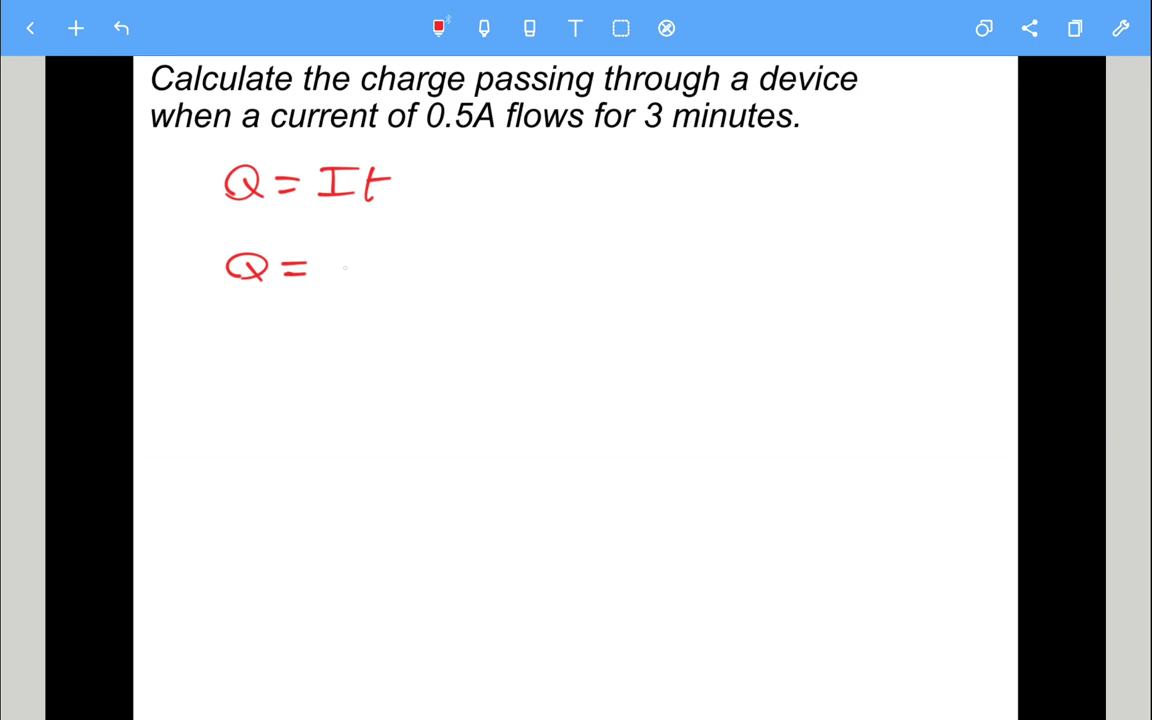 Calculate the charge passing through a device
when a current of 0.5A flows for 3 minutes.
Q = It
Q =